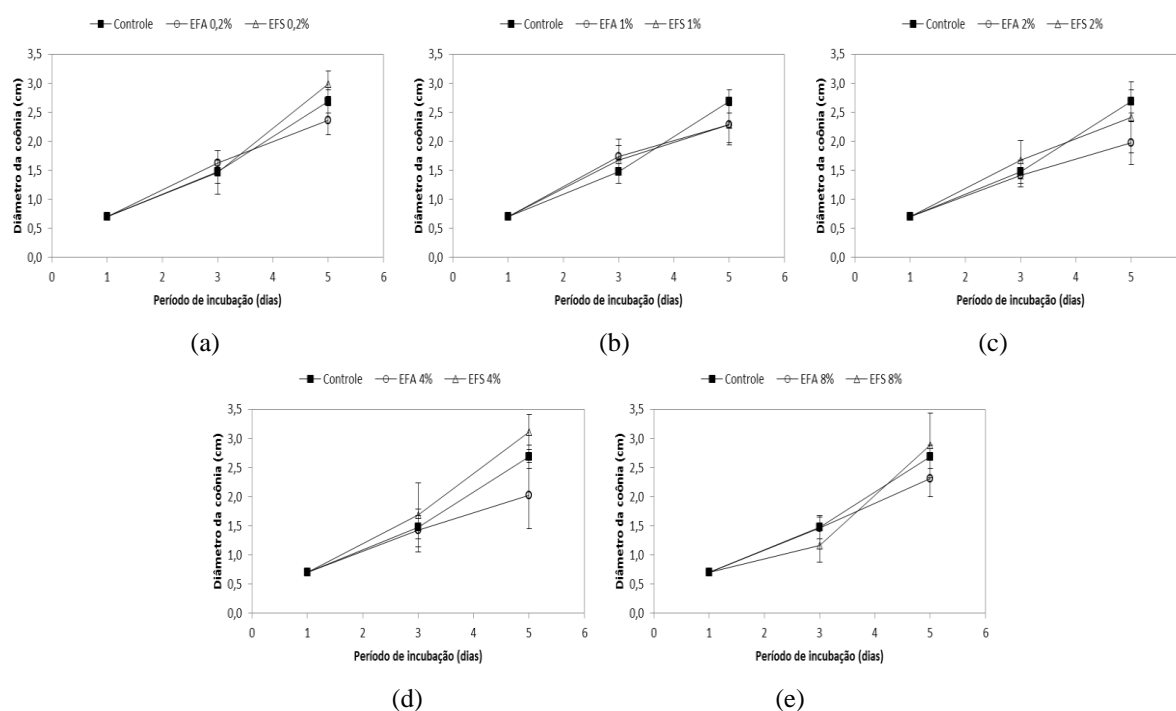 Controle EFA 0,2% EFS 0,2%
Diâmetro da coônia (cm)
3,5
3,0
2,5
2,0
1,5
1,0
0,5
0,0
0 1 2 3 4 5 6
Período de incubação (dias)
(a)
Controle EFA 1% EFS 1%
Diâmetro da coônia (cm)
3,5
3,0
2,5
2,0
1,5
1,0
0,5
0,0
0 1 2 3 4 5 6
Período de incubação (dias)
(b)
Controle EFA 2% EFS 2%
Diâmetro da coônia (cm)
3,5
3,0
2,5
2,0
1,5
1,0
0,5
0,0
0 1 2 3 4 5 6
Período de incubação (dias)
(c)
Controle EFA 4% EFS 4%
Diâmetro da coônia (cm)
3,5
3,0
2,5
2,0
1,5
1,0
0,5
0,0
0 1 2 3 4 5 6
Período de incubação (dias)
(d)
Controle EFA 8% EFS 8%
Diâmetro da coônia (cm)
3,5
3,0
2,5
2,0
1,5
1,0
0,5
0,0
0 1 2 3 4 5 6
Período de incubação (dias)
(e)